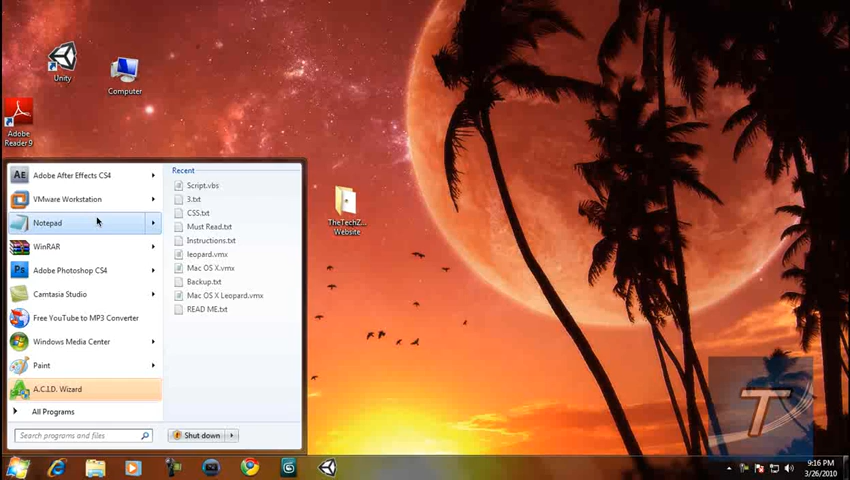 Unity
Computer
Adobe
Reader 9
TheTechZ...
Website
Adobe After Effects CS4
VMware Workstation
Notepad
WinRAR
Adobe Photoshop CS4
Camtasia Studio
Free YouTube to MP3 Converter
Windows Media Center
Paint
A.C.I.D. Wizard
All Programs
Search programs and files
Recent
Script.vbs
3.txt
CSS.txt
Must Read.txt
Instructions.txt
leopard.vmx
Mac OS X.vmx
Backup.txt
Mac OS X Leopard.vmx
READ ME.txt
Shut down
AE
Ps
T
9:16 PM
3/26/2010